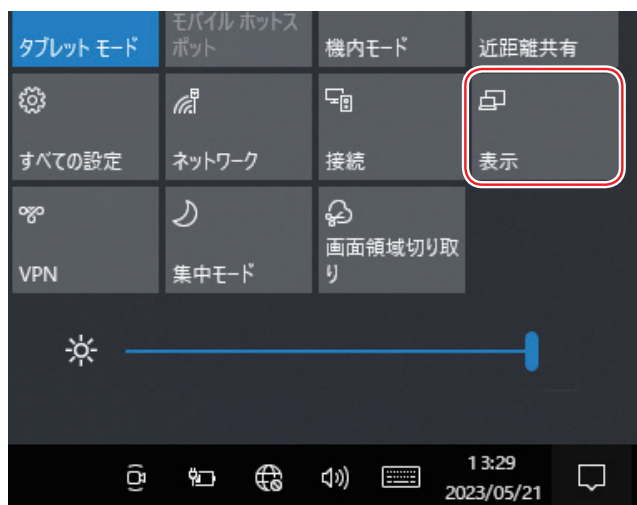 モバイル ホットス
タブレット モード
ポット
機内モード
近距離共有
すべての設定
ネットワーク
接続
表示
画面領域切り取
VPN
集中モード
り
13:29
2023/05/21